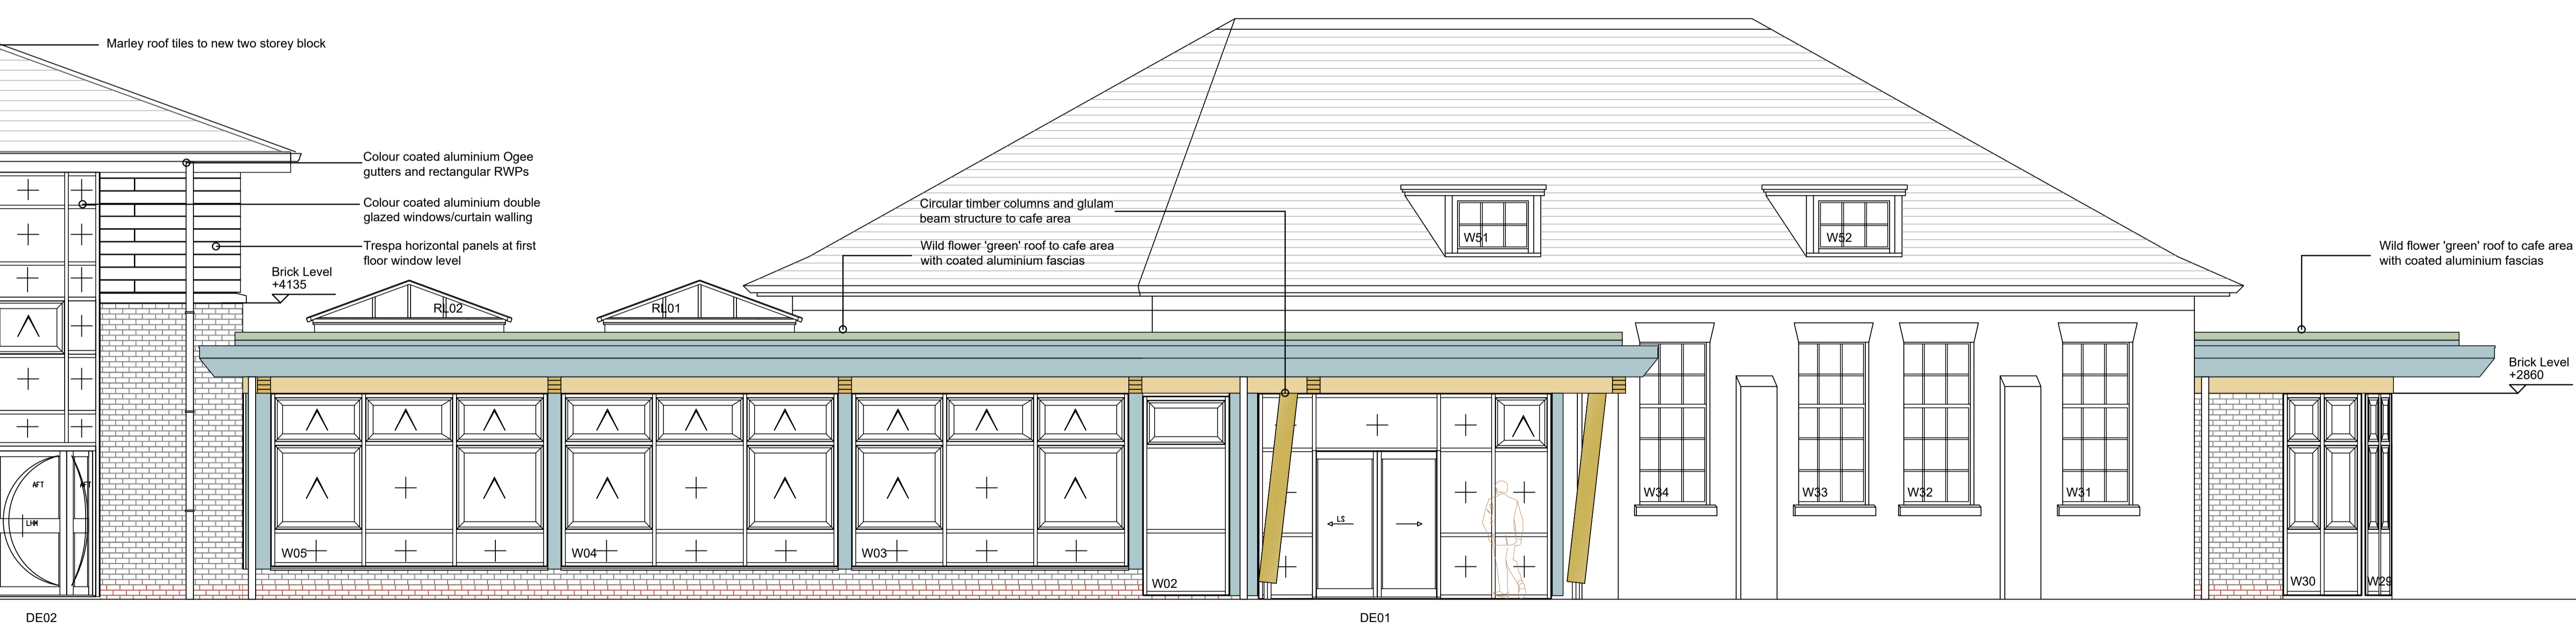 Marley roof tiles to new two storey block
Colour coated aluminium Ogee
gutters and rectangular RWPs
Colour coated aluminium double
glazed windows/curtain walling
Trespa horizontal panels at first
floor window level
Brick Level
+4135
Circular timber columns and glulam
beam structure to cafe area
Wild flower 'green' roof to cafe area
with coated aluminium fascias
W51
W52
Wild flower 'green' roof to cafe area
with coated aluminium fascias
RL02
RL01
Brick Level
+2860
AFT
AFT
LHM
LS
W34
W33
W32
W31
W05
W04
W03
W02
W30
W29
DE02
DE01